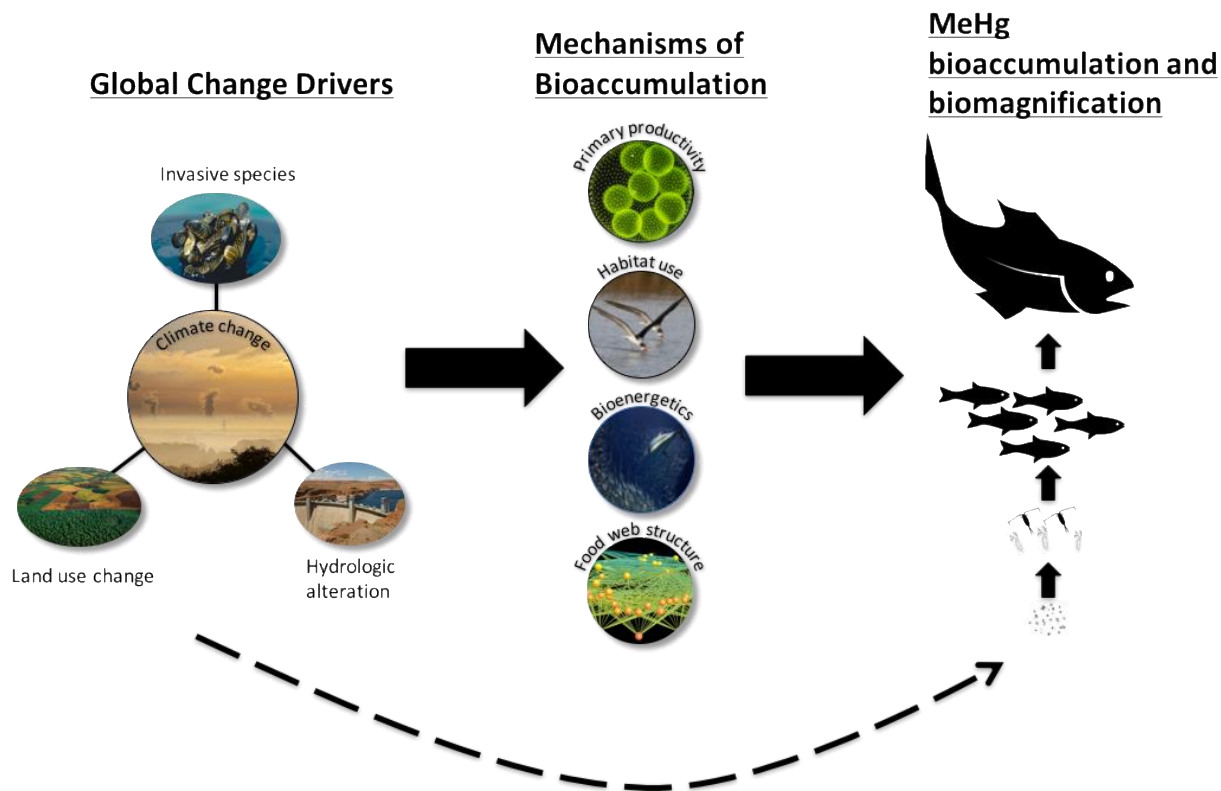 Global Change Drivers
Invasive species
Climate change
Land use change
Hydrologic
alteration
Mechanisms of
Bioaccumulation
Primary productivity
Habitat use
Bioenergetics
Food web structure
MeHg
bioaccumulation and
biomagnification